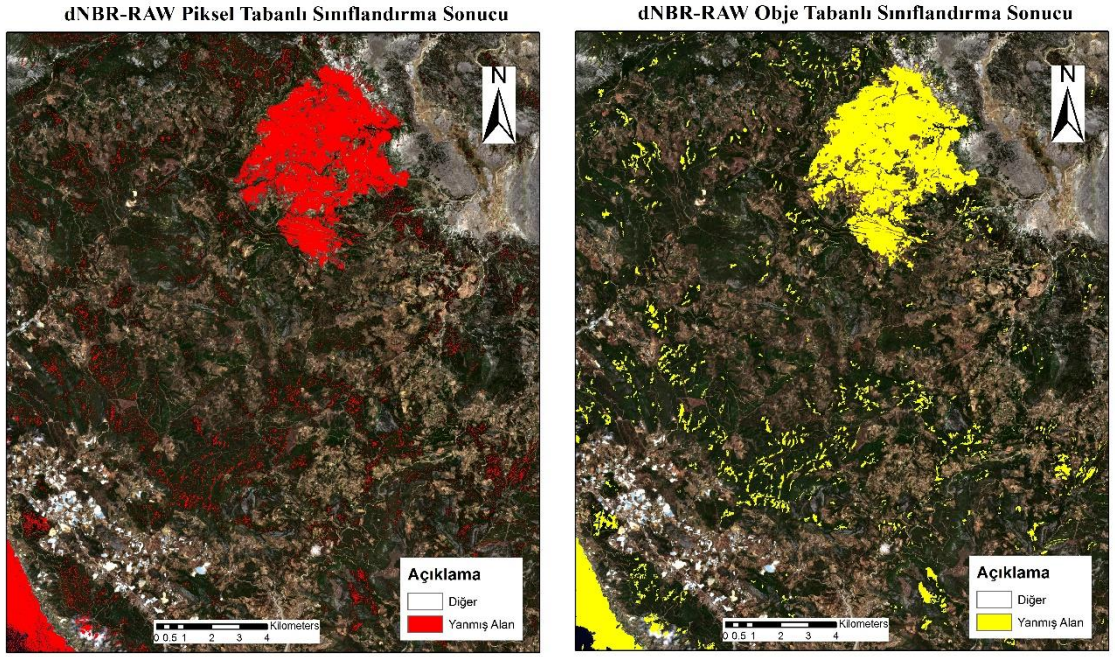 dNBR-RAW Piksel Tabanlı Sınıflandırma Sonucu
N
Açıklama
Diğer
Yanmış Alan
Kilometers
0 0.5 1 2 3 4
dNBR-RAW Obje Tabanlı Sınıflandırma Sonucu
N
Açıklama
Diğer
Yanmış Alan
Kilometers
0 0.5 1 2 3 4